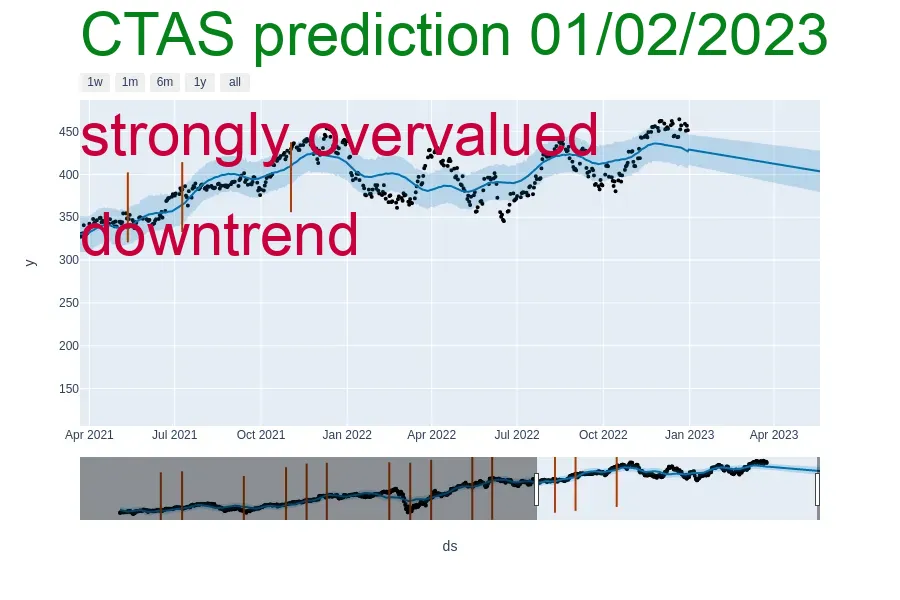 CTAS prediction 01/02/2023
1w 1m 6m 1y all
strongly overvalued
downtrend
y
450
400
350
300
250
200
150
Apr 2021 Jul 2021 Oct 2021 Jan 2022 Apr 2022 Jul 2022 Oct 2022 Jan 2023 Apr 2023
ds